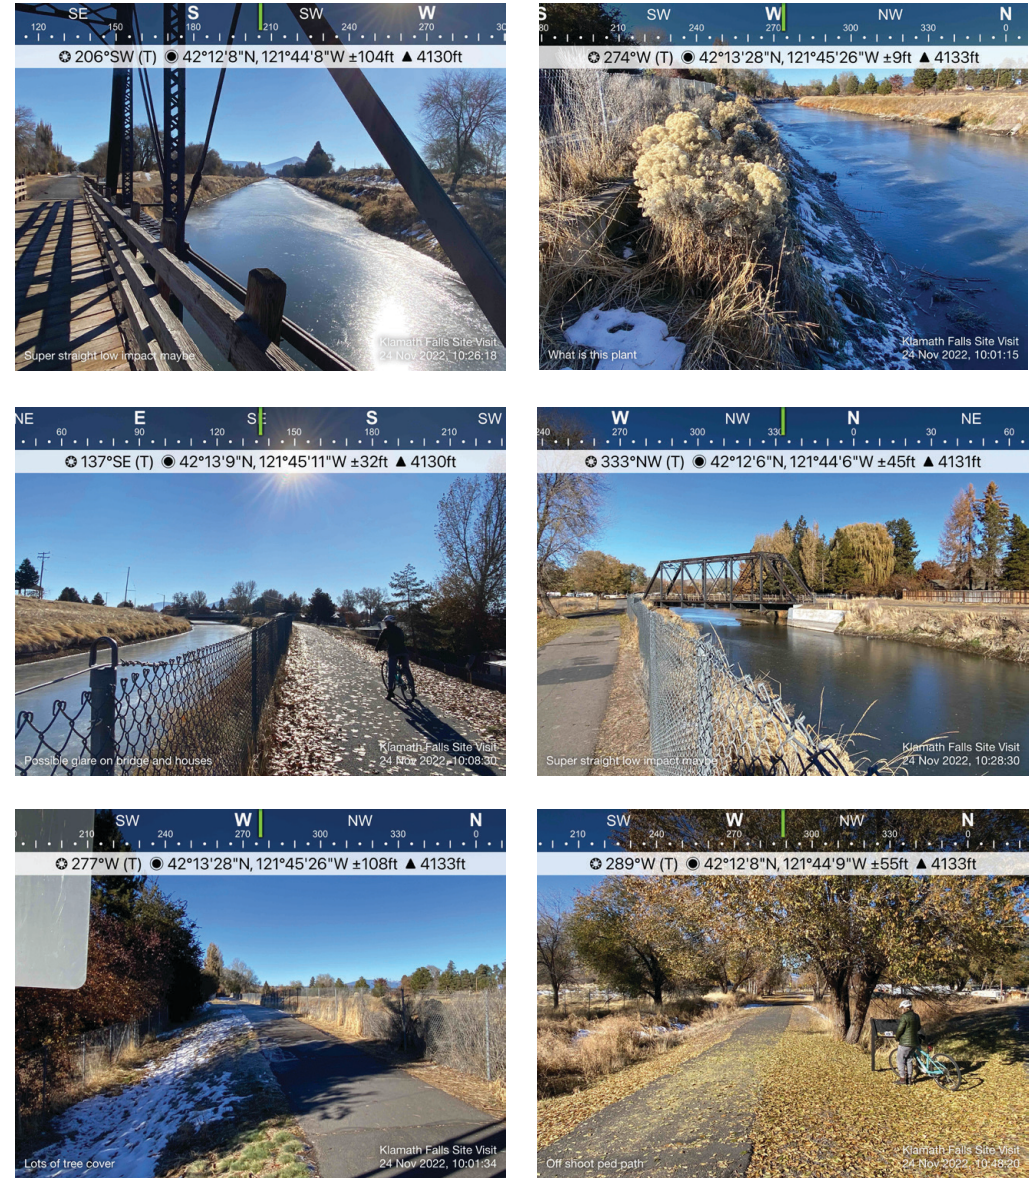 SE S SW W
120 150 180 210 240 270 30
206°SW (T) 42°12'8"N, 121°44'8"W ±104ft ▲ 4130ft
Super straight low impact maybe
Klamath Falls Site Visit
24 Nov 2022, 10:26:18
S SW W NW N
80 210 240 270 300 330 0
274°W (T) 42°13'28"N, 121°45'26"W ±9ft ▲ 4133ft
What is this plant
Klamath Falls Site Visit
24 Nov 2022, 10:01:15
NE E SE S SW
60 90 120 150 180 210
137°SE (T) 42°13'9"N, 121°45'11"W ±32ft ▲ 4130ft
Possible glare on bridge and houses
Klamath Falls Site Visit
24 Nov 2022, 10:08:30
W NW N NE
240 270 300 330 0 30 60
333°NW (T) 42°12'6"N, 121°44'6"W ±45ft ▲ 4131ft
Super straight low impact maybe
Klamath Falls Site Visit
24 Nov 2022, 10:28:30
SW W NW N
210 240 270 300 330 0
277°W (T) 42°13'28"N, 121°45'26"W ±108ft ▲ 4133ft
Lots of tree cover
Klamath Falls Site Visit
24 Nov 2022, 10:01:34
SW W NW N
210 240 270 300 330 0
289°W (T) 42°12'8"N, 121°44'9"W ±55ft ▲ 4133ft
Off shoot ped path
Klamath Falls Site Visit
24 Nov 2022, 10:48:20